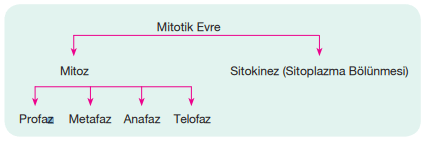 Mitotik Evre
Mitoz Sitokinez (Sitoplazma Bölünmesi)
Profaz Metafaz Anafaz Telofaz